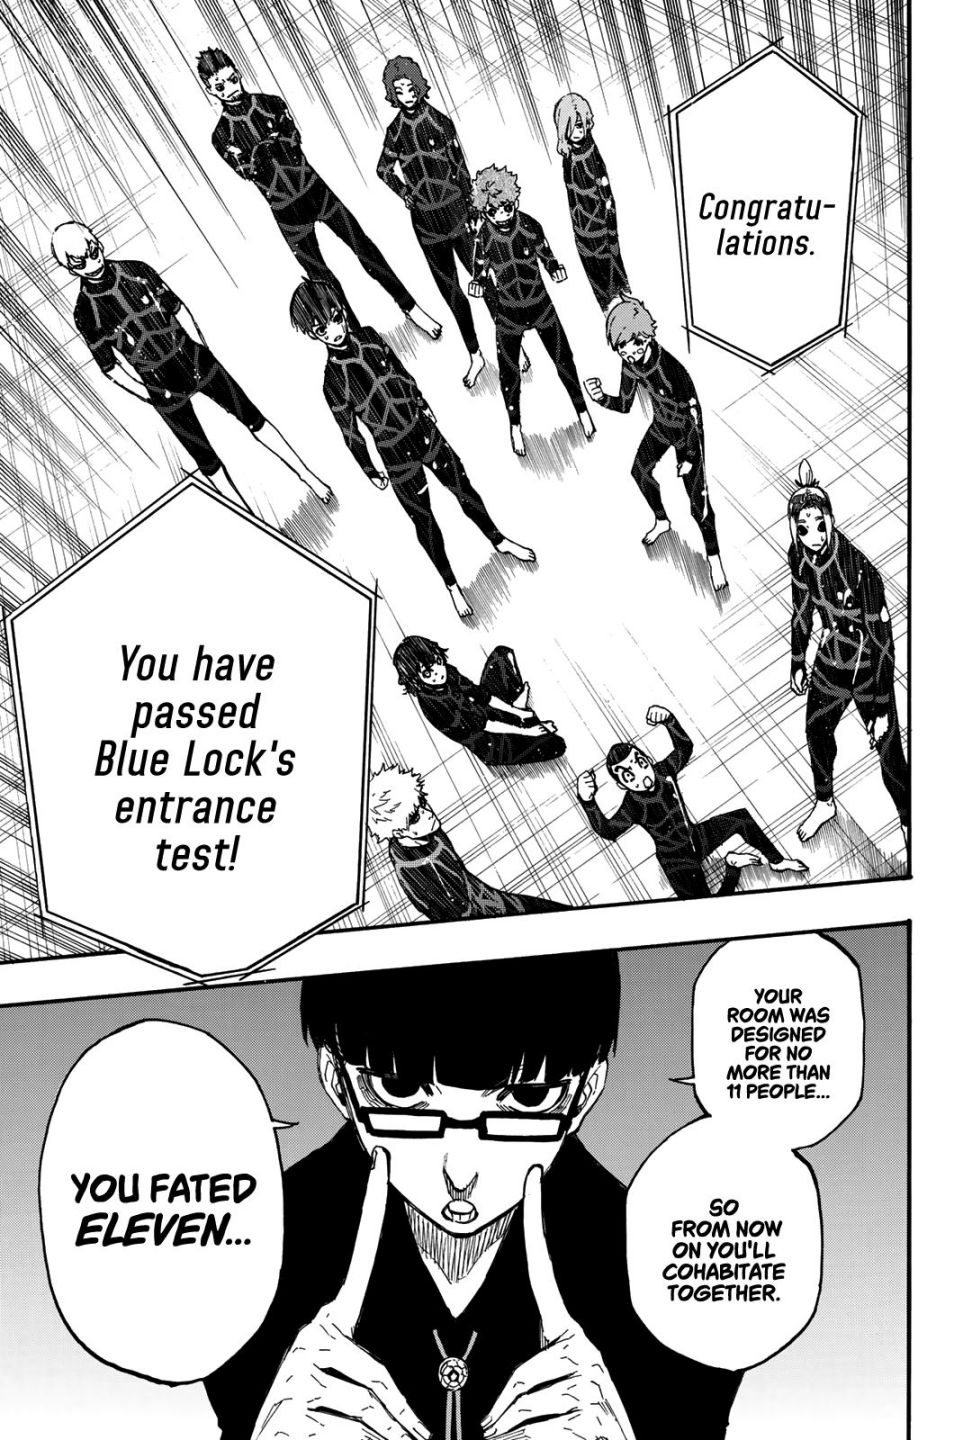 Congratu-
lations.
You have
passed
Blue Lock's
entrance
test!
YOUR
ROOM WAS
DESIGNED
FOR NO
MORE THAN
11 PEOPLE...
SO
FROM NOW
ON YOU'LL
COHABITATE
TOGETHER.
YOU FATED
ELEVEN...